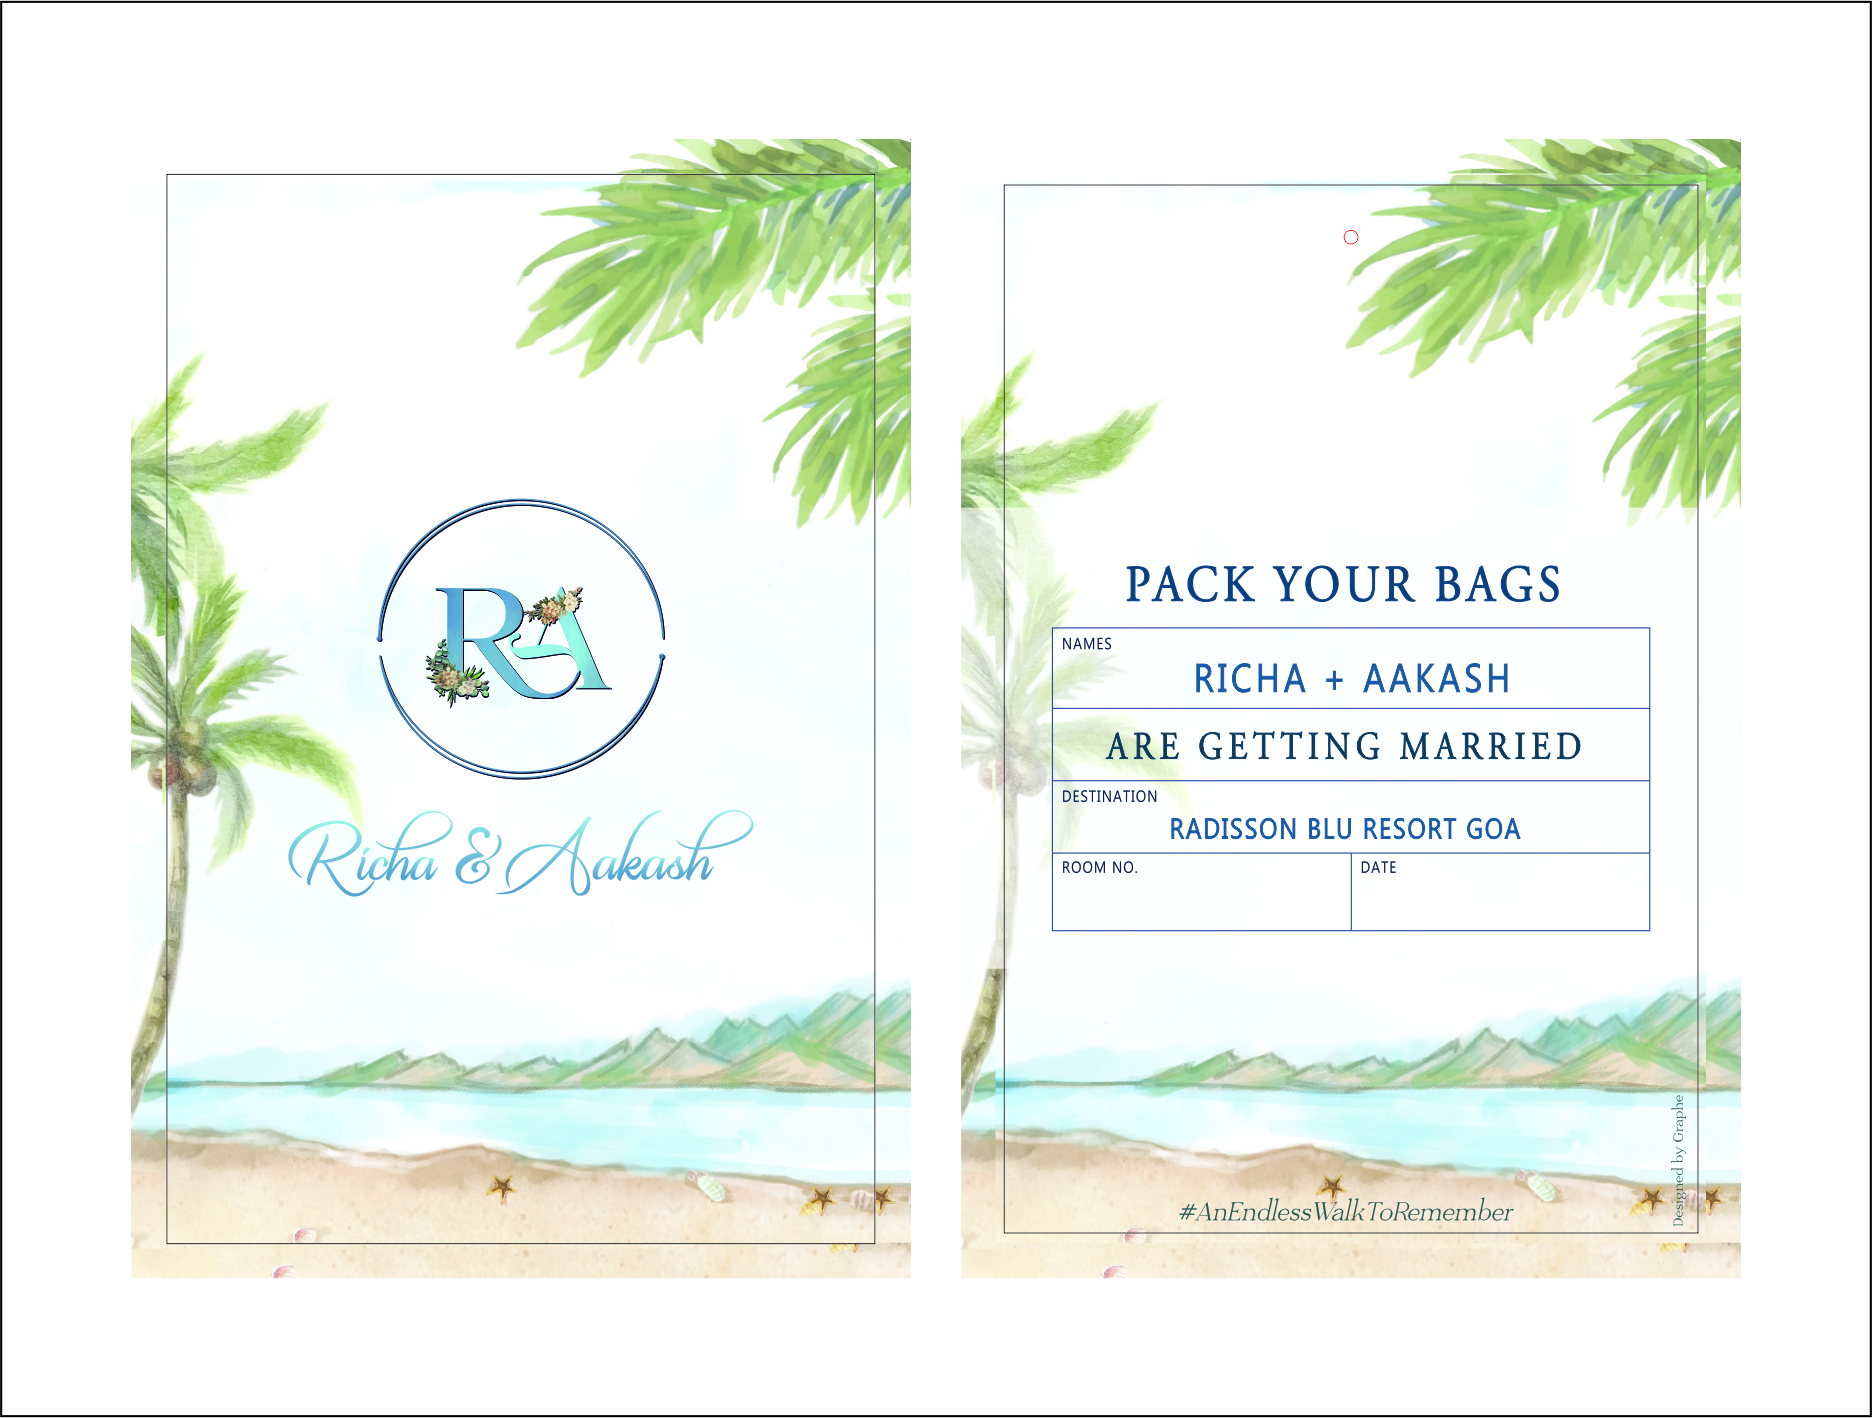 RA
Richa & Aakash
PACK YOUR BAGS
NAMES
RICHA + AAKASH
ARE GETTING MARRIED
DESTINATION
RADISSON BLU RESORT GOA
ROOM NO.
DATE
#AnEndlessWalkToRemember
Designed by Graphe